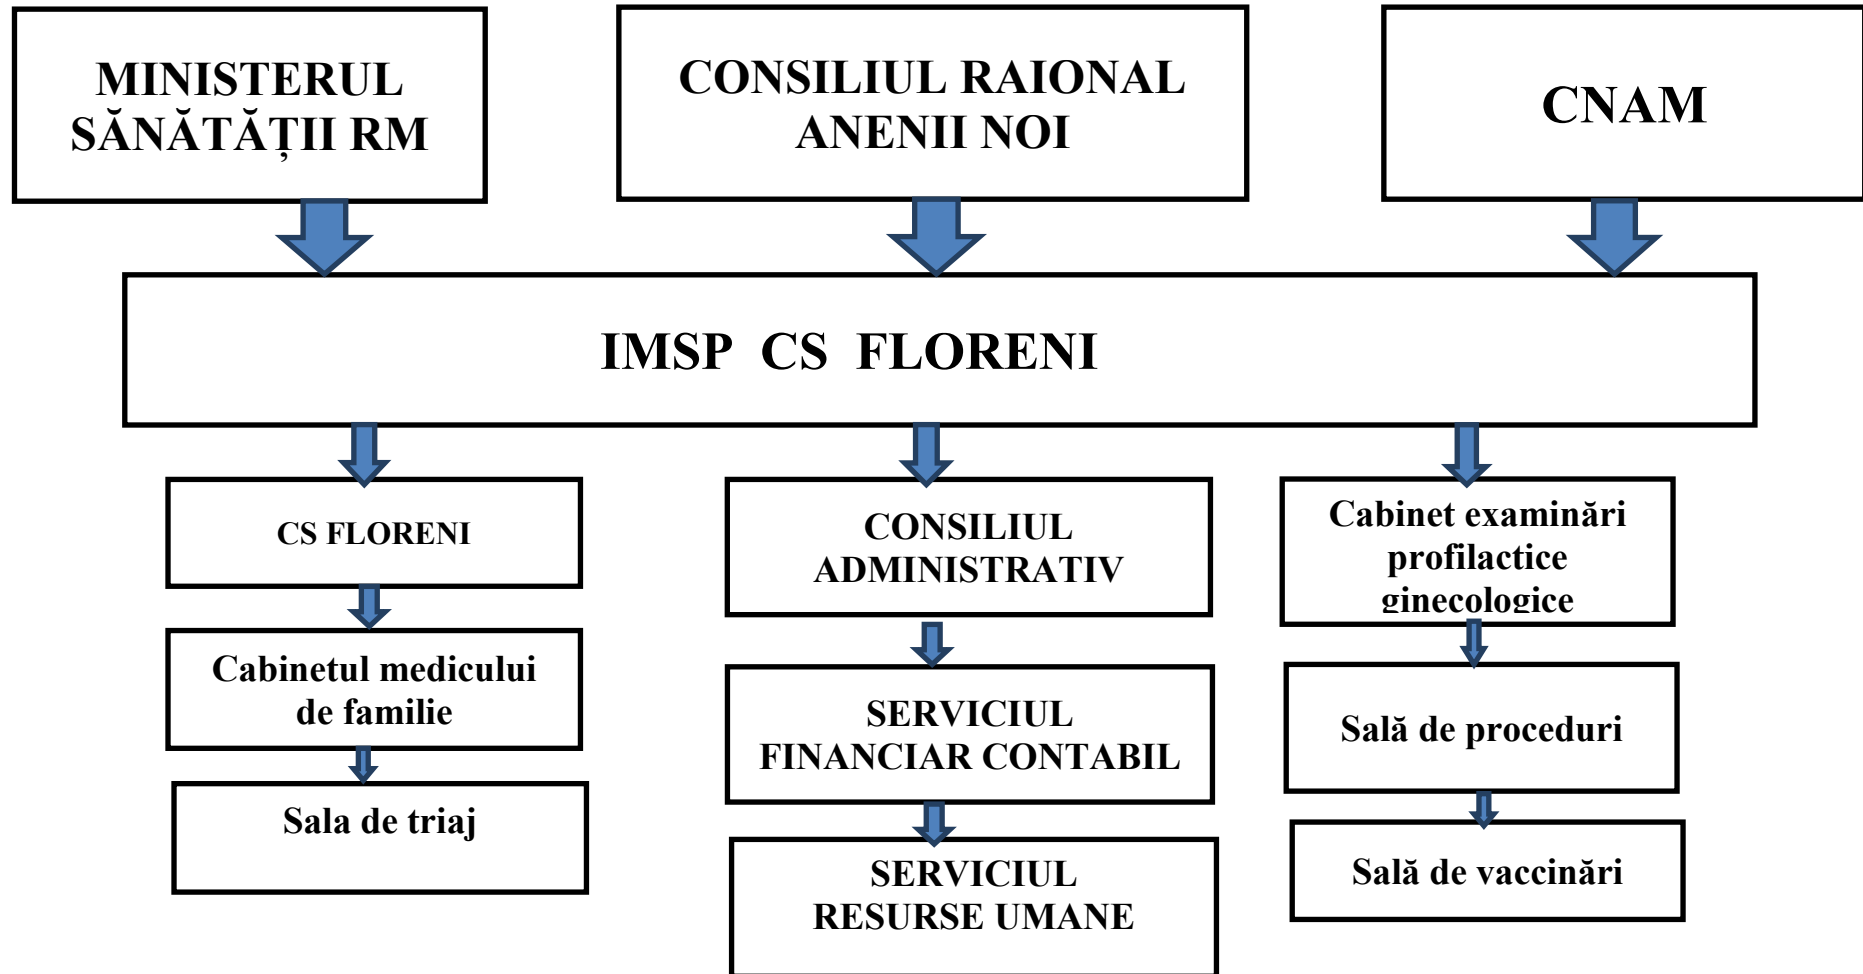 MINISTERUL
SĂNĂTĂȚII RM
CONSILIUL RAIONAL
ANENII NOI
CNAM
IMSP CS FLORENI
CS FLORENI
Cabinetul medicului
de familie
Sala de triaj
CONSILIUL
ADMINISTRATIV
SERVICIUL
FINANCIAR CONTABIL
SERVICIUL
RESURSE UMANE
Cabinet examinări
profilactice
ginecologice
Sală de proceduri
Sală de vaccinări